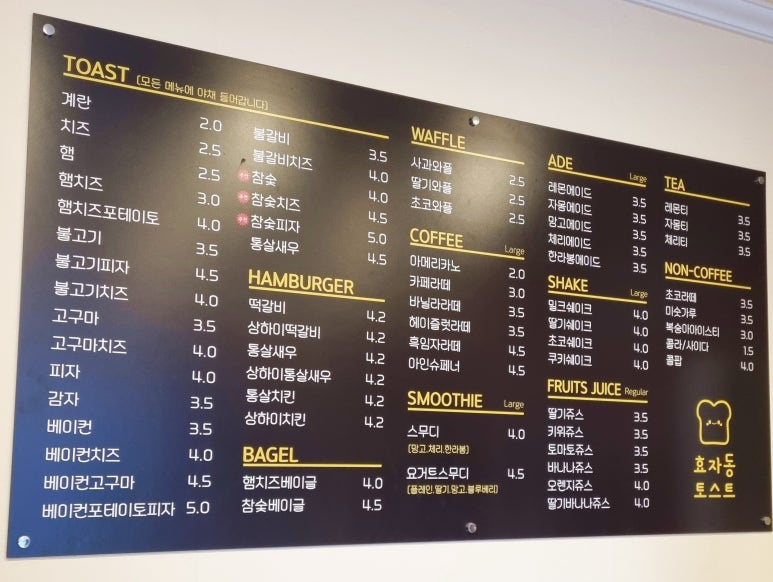 TOAST (모든 메뉴에 야채 들어갑니다)
계란 2.0
치즈 2.5
햄 2.5
햄치즈 3.0
햄치즈포테이토 4.0
불고기 3.5
불고기피자 4.5
불고기치즈 4.0
고구마 3.5
고구마치즈 4.0
피자 4.0
감자 3.5
베이컨 3.5
베이컨치즈 4.0
베이컨고구마 4.5
베이컨포테이토피자 5.0
불갈비 3.5
불갈비치즈 4.0
참숯 4.0
참숯치즈 4.5
참숯피자 5.0
통살새우 4.5
HAMBURGER
떡갈비 4.2
상하이떡갈비 4.2
통살새우 4.2
상하이통살새우 4.2
통살치킨 4.2
상하이치킨 4.2
BAGEL
햄치즈베이글 4.0
참숯베이글 4.5
WAFFLE
사과와플 2.5
딸기와플 2.5
초코와플 2.5
COFFEE Large
아메리카노 2.0
카페라떼 3.0
바닐라라떼 3.5
헤이즐럿라떼 3.5
흑임자라떼 4.5
아인슈페너 4.5
SMOOTHIE Large
스무디 4.0
(망고.체리.한라봉)
요거트스무디 4.5
(플레인.딸기.망고.블루베리)
ADE Large
레몬에이드 3.5
자몽에이드 3.5
망고에이드 3.5
체리에이드 3.5
한라봉에이드 3.5
SHAKE Large
밀크쉐이크 4.0
딸기쉐이크 4.0
초코쉐이크 4.0
쿠키쉐이크 4.0
FRUITS JUICE Regular
딸기쥬스 3.5
키위쥬스 3.5
토마토쥬스 3.5
바나나쥬스 3.5
오렌지쥬스 4.0
딸기바나나쥬스 4.0
TEA
레몬티 3.5
자몽티 3.5
체리티 3.5
NON-COFFEE
초코라떼 3.5
미숫가루 3.5
복숭아아이스티 3.0
콜라/사이다 1.5
콜팝 4.0
효자동
토스트